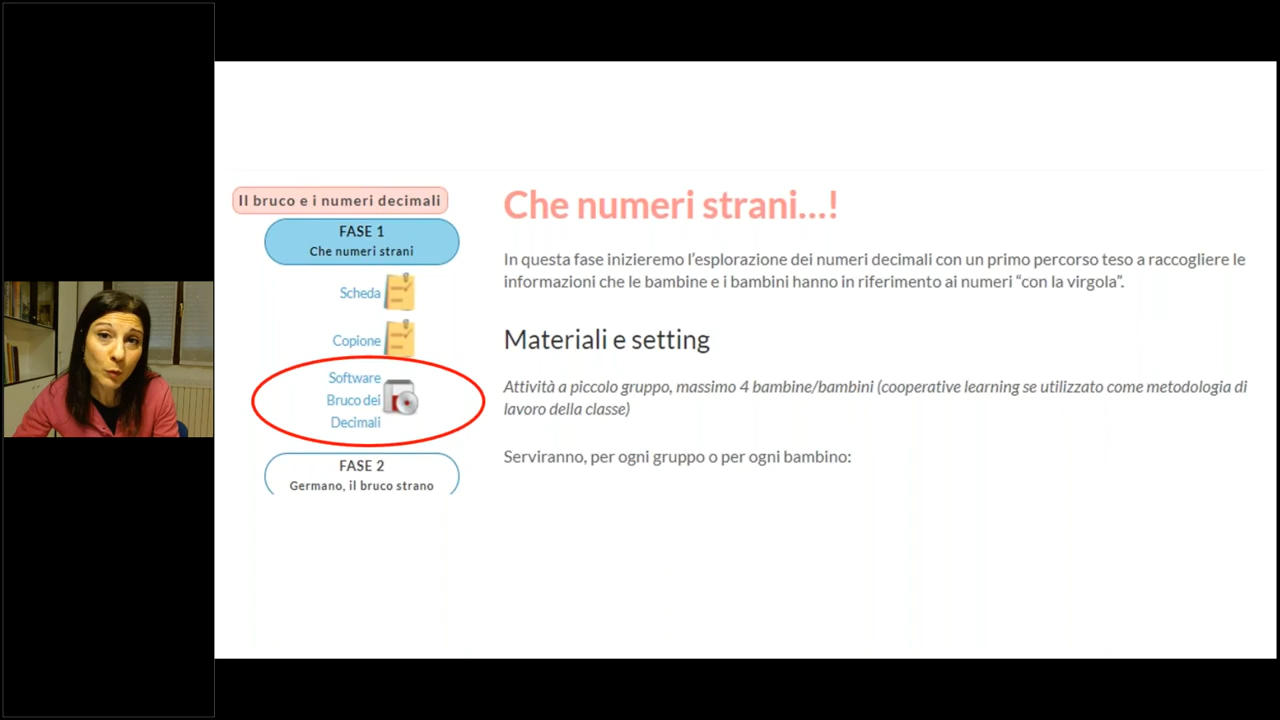 Il bruco e i numeri decimali
FASE 1
Che numeri strani
Scheda
Copione
Software
Bruco dei
Decimali
FASE 2
Germano, il bruco strano
Che numeri strani...!
In questa fase inizieremo l'esplorazione dei numeri decimali con un primo percorso teso a raccogliere le
informazioni che le bambine e i bambini hanno in riferimento ai numeri “con la virgola”.
Materiali e setting
Attività a piccolo gruppo, massimo 4 bambine/bambini (cooperative learning se utilizzato come metodologia di
lavoro della classe)
Serviranno, per ogni gruppo o per ogni bambino: